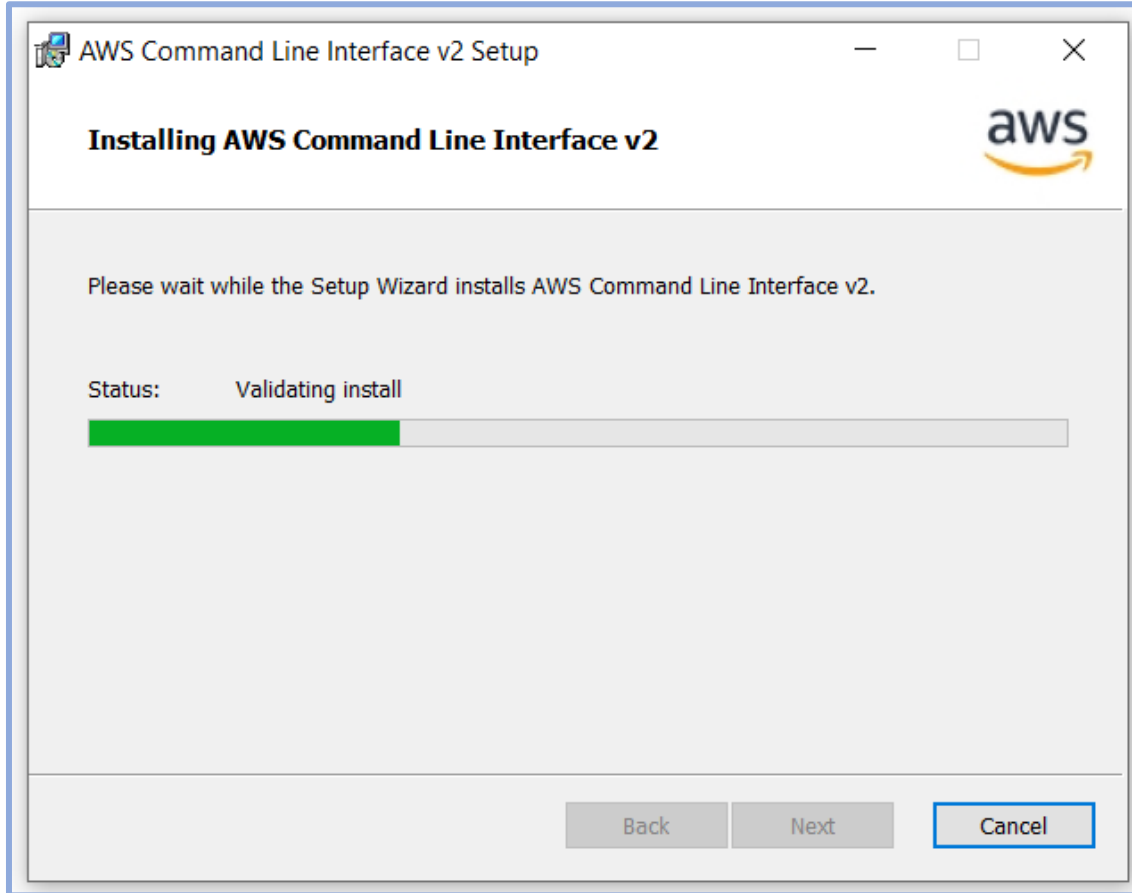 AWS Command Line Interface v2 Setup
Installing AWS Command Line Interface v2
aws
Please wait while the Setup Wizard installs AWS Command Line Interface v2.
Status: Validating install
Back Next Cancel